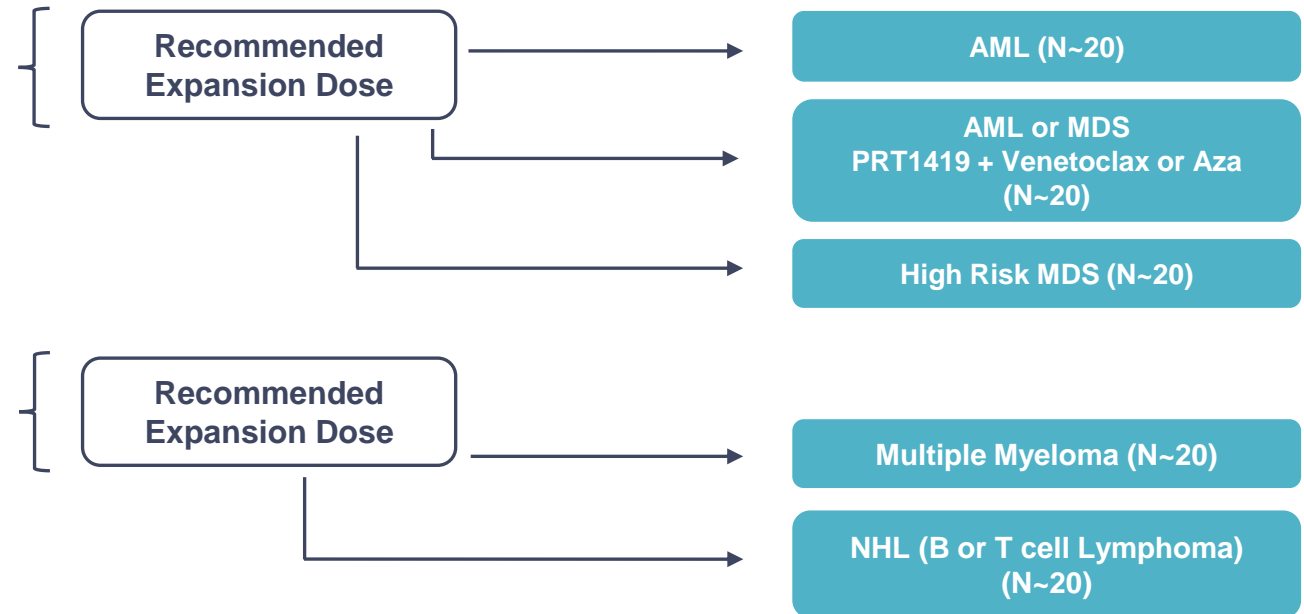 Recommended
Expansion Dose
AML (N~20)
AML or MDS
PRT1419 + Venetoclax or Aza
(N~20)
High Risk MDS (N~20)
Recommended
Expansion Dose
Multiple Myeloma (N~20)
NHL (B or T cell Lymphoma)
(N~20)